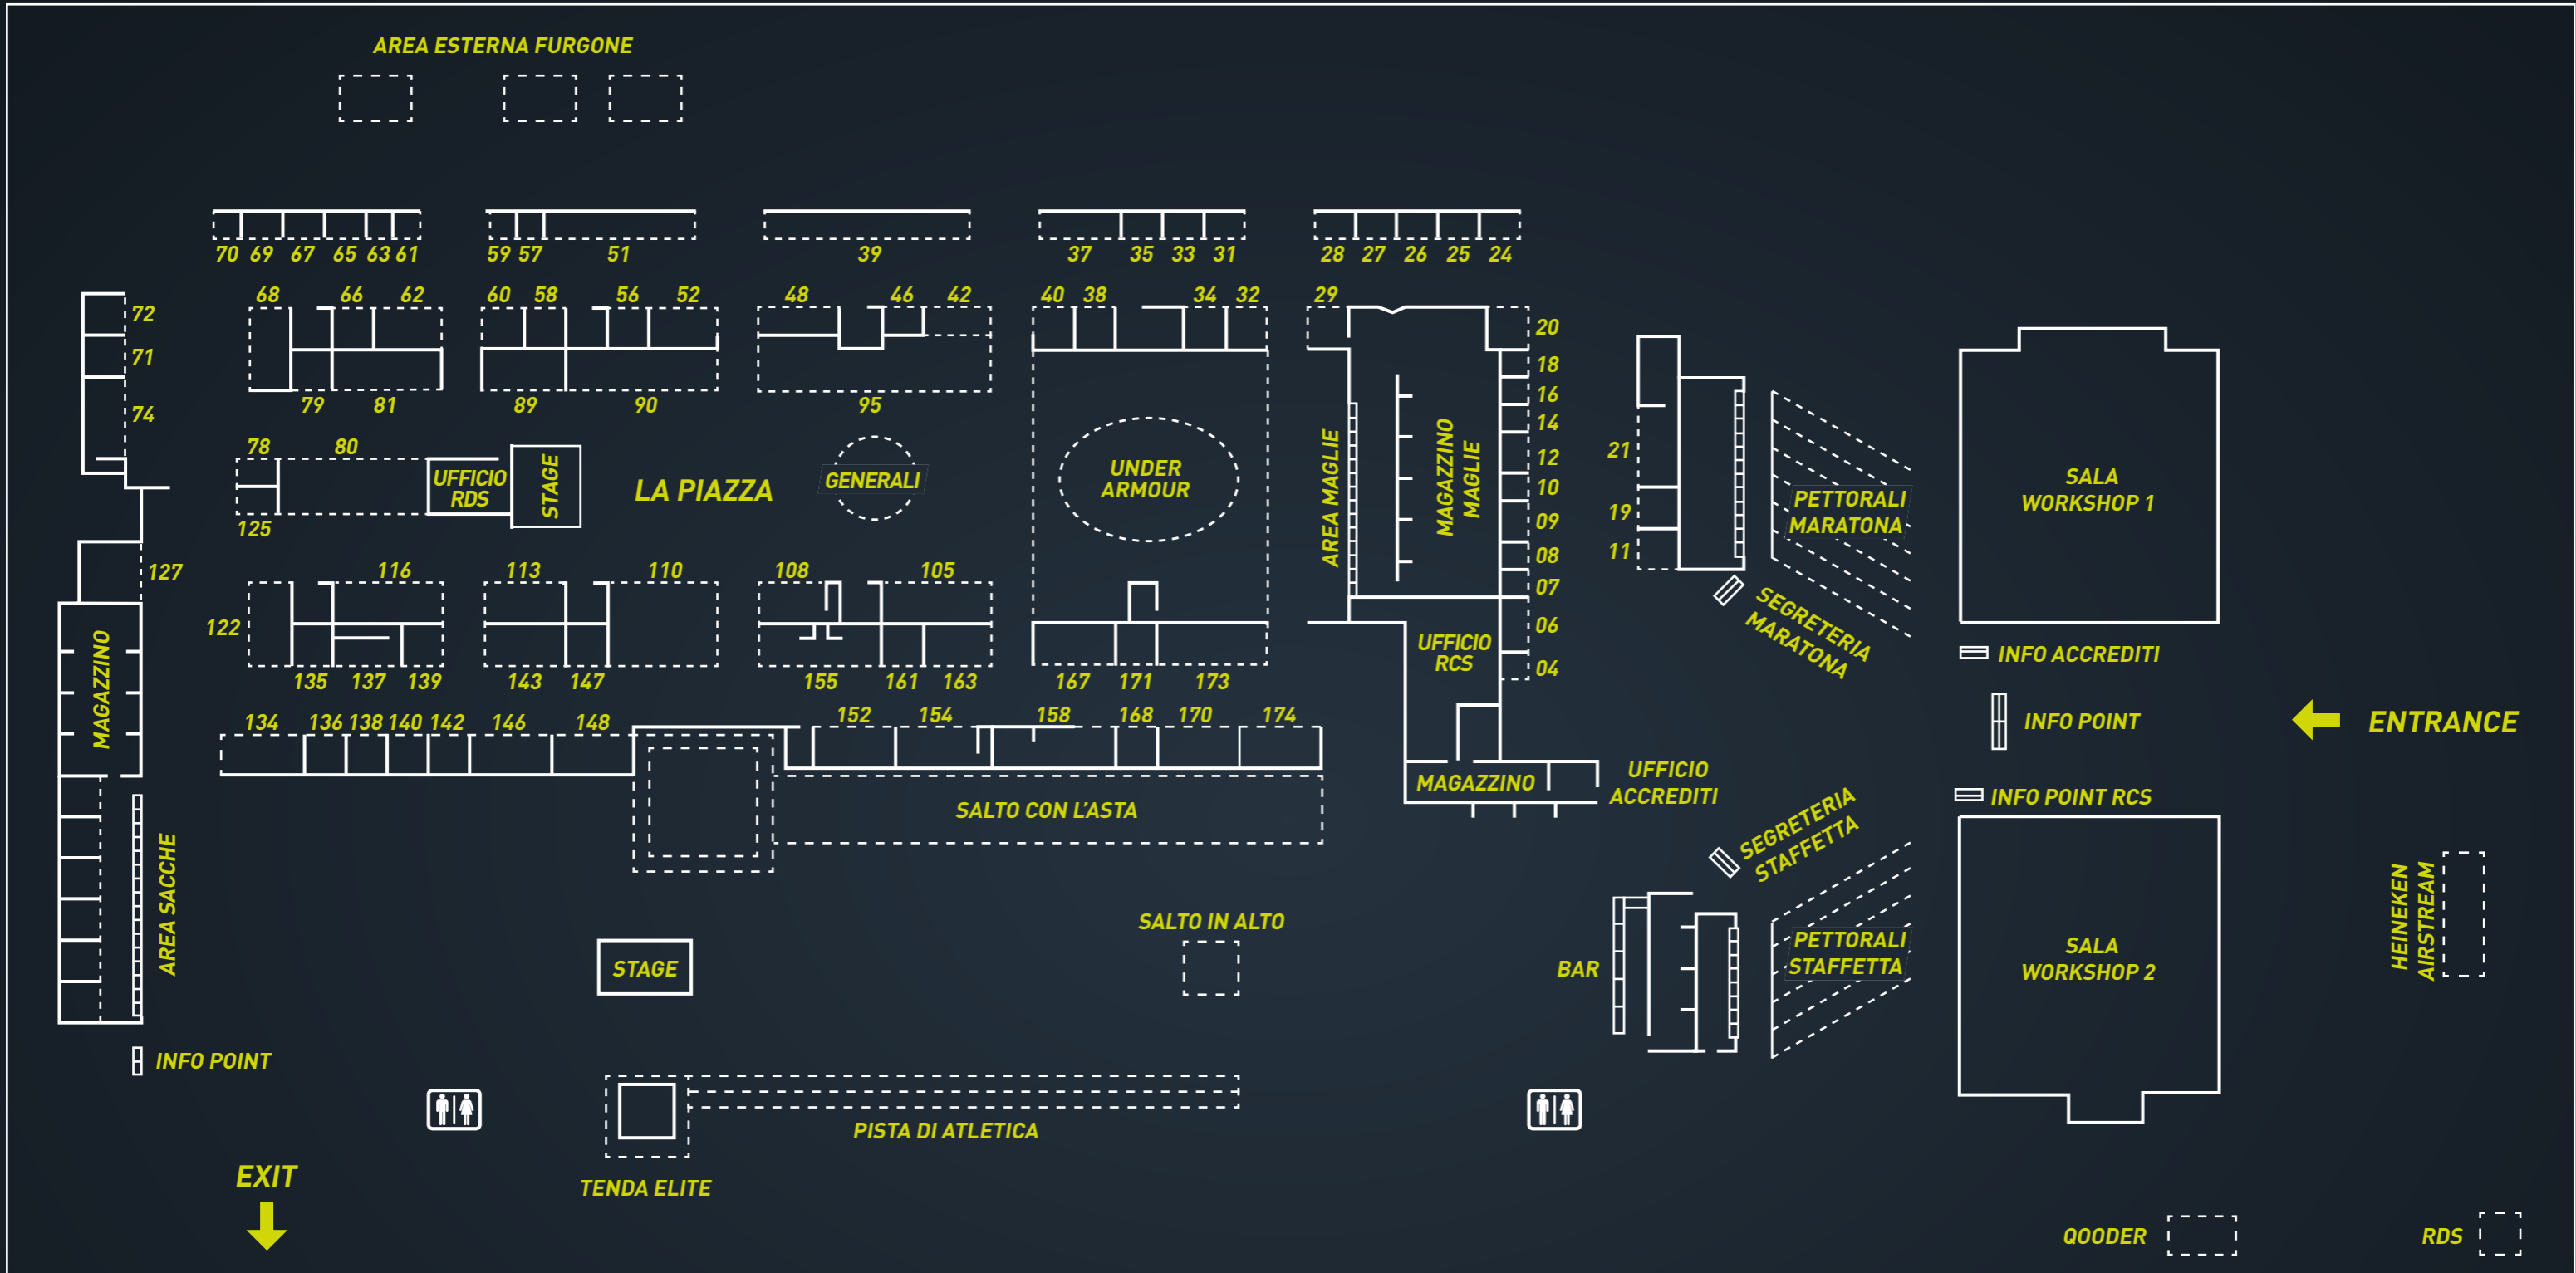 AREA ESTERNA FURGONE
70 69 67 65 63 61
59 57 51
39
37 35 33 31
28 27 26 25 24
68 66 62
60 58 56 52
48 46 42
40 38 34 32
29
20
18
16
14
12
10
09
08
07
06
04
72
71
74
79 81
89 90
95
21
19
11
78 80
125
UFFICIO
RDS
STAGE
LA PIAZZA
GENERALI
UNDER
ARMOUR
AREA MAGLIE
MAGAZZINO
MAGLIE
PETTORALI
MARATONA
SALA
WORKSHOP 1
127
116
113 110
108 105
122
135 137 139
143 147
155 161 163
167 171 173
MAGAZZINO
UFFICIO
RCS
SEGRETERIA
MARATONA
INFO ACCREDITI
INFO POINT
ENTRANCE
INFO POINT RCS
134 136 138 140 142 146 148
152 154 158 168 170 174
SALTO CON L'ASTA
MAGAZZINO
UFFICIO
ACCREDITI
SEGRETERIA
STAFFETTA
AREA SACCHE
SALTO IN ALTO
STAGE
BAR
PETTORALI
STAFFETTA
SALA
WORKSHOP 2
HEINEKEN
AIRSTREAM
INFO POINT
PISTA DI ATLETICA
TENDA ELITE
EXIT
QOODER
RDS